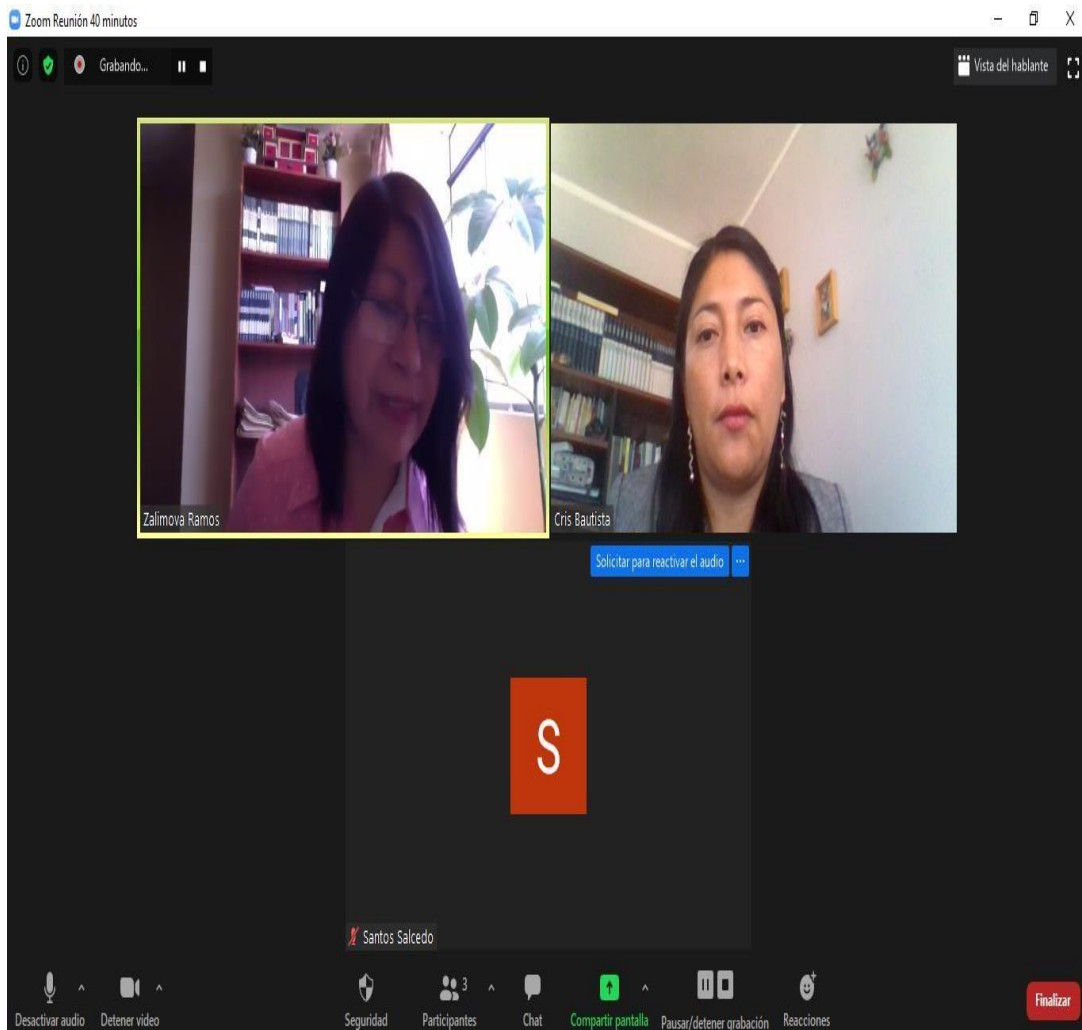 Zoom Reunión 40 minutos
Grabando...
Vista del hablante
Zalimova Ramos
Cris Bautista
Solicitar para reactivar el audio ...
S
Santos Salcedo
3
Desactivar audio
Detener video
Seguridad
Participantes
Chat
Compartir pantalla
Pausar/detener grabación
Reacciones
Finalizar